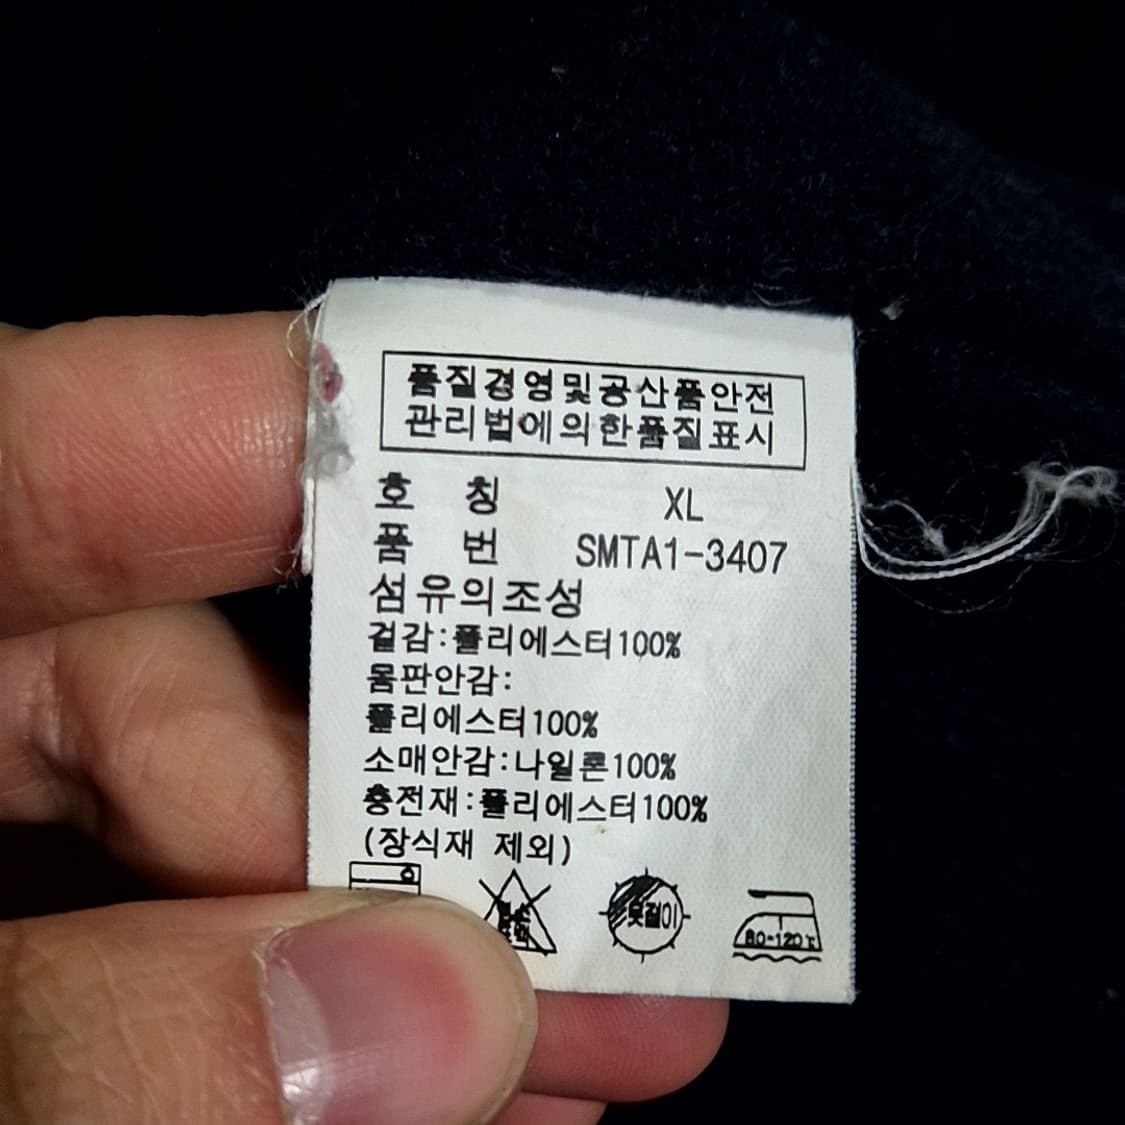 품질경영및공산품안전
관리법에의한품질표시
호 칭 XL
품 번 SMTA1-3407
섬유의조성
겉감:폴리에스터100%
몸판안감:
폴리에스터100%
소매안감:나일론100%
충전재:폴리에스터100%
(장식재 제외)
옷걸이
80-120℃